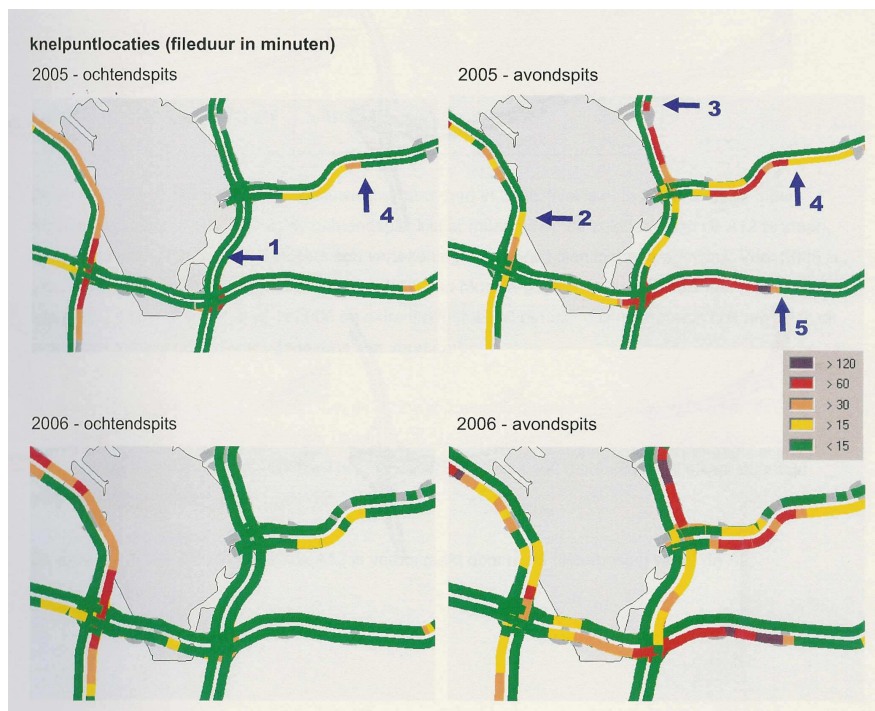 knelpuntlocaties (fileduur in minuten)
2005 - ochtendspits
2005 - avondspits
3
4
4
2
1
5
> 120
> 60
> 30
> 15
< 15
2006 - ochtendspits
2006 - avondspits